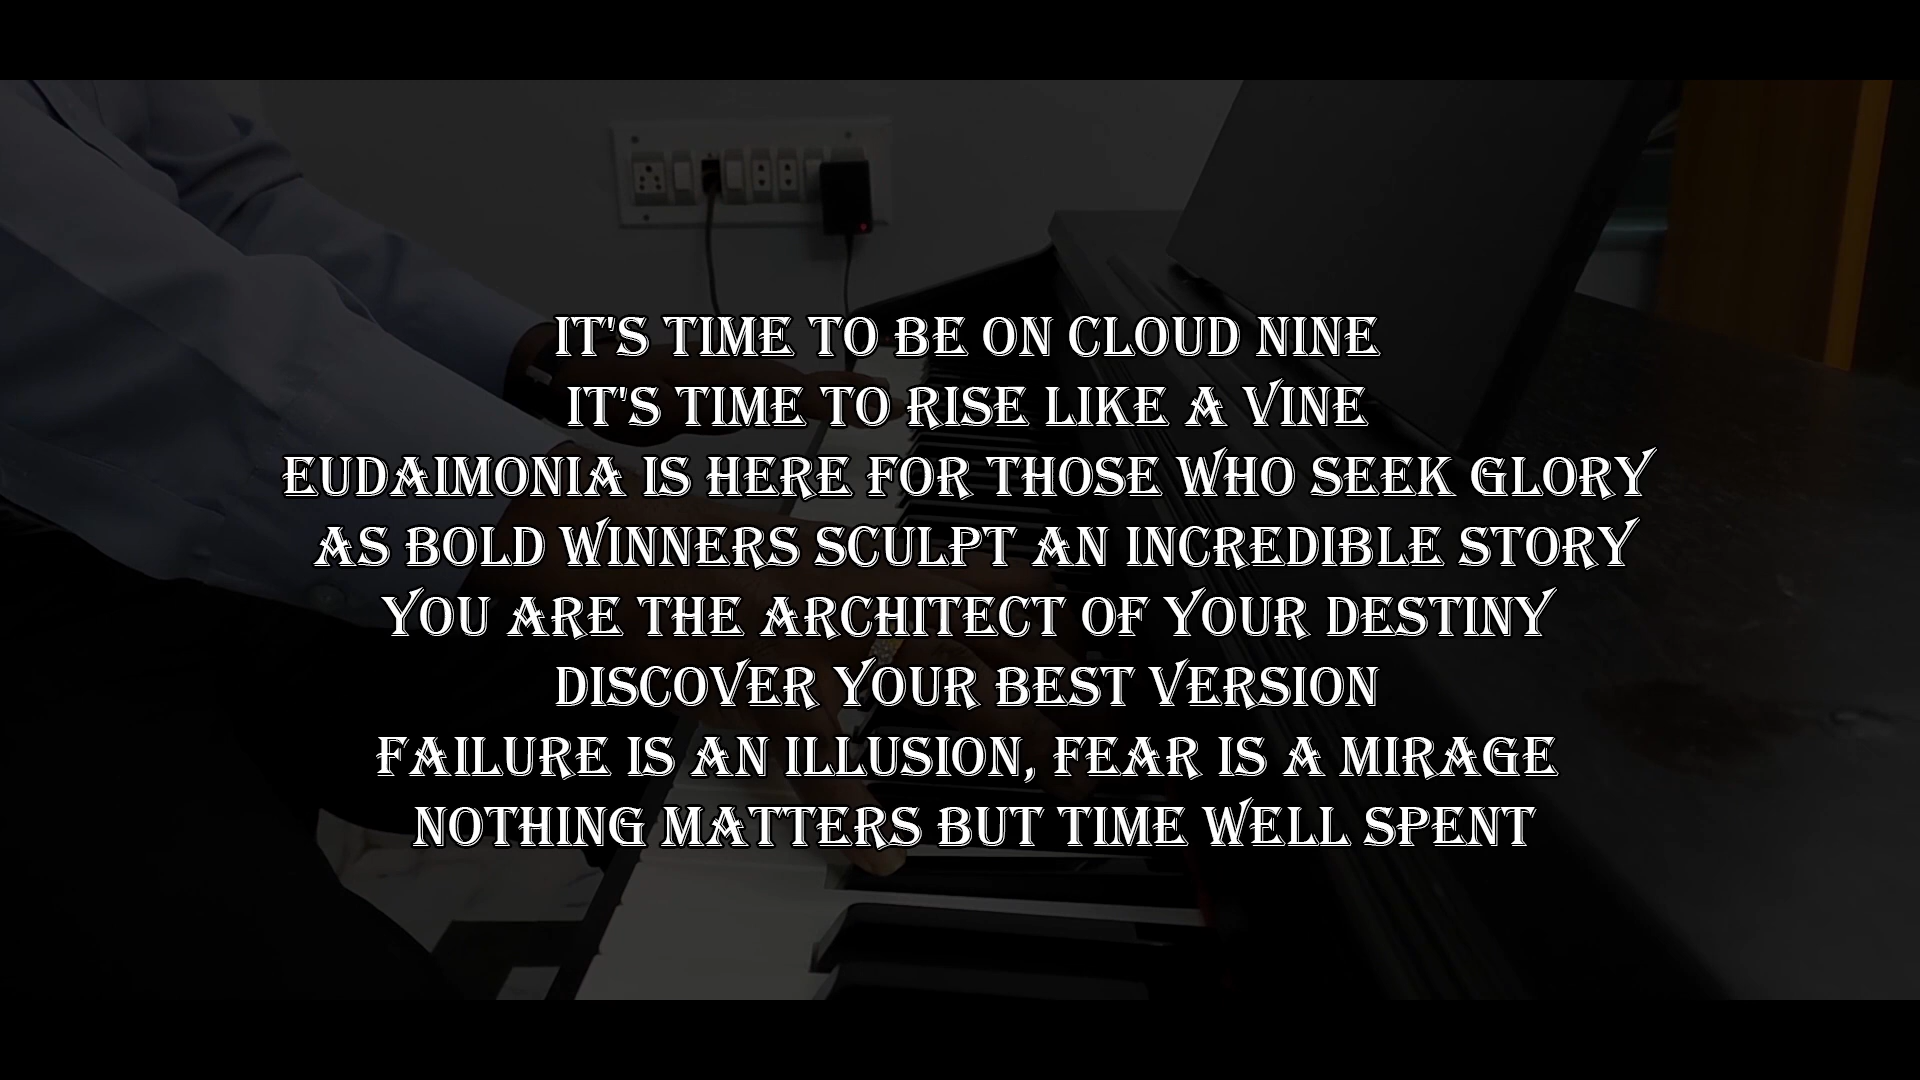 IT'S TIME TO BE ON CLOUD NINE
IT'S TIME TO RISE LIKE A VINE
EUDAIMONIA IS HERE FOR THOSE WHO SEEK GLORY
AS BOLD WINNERS SCULPT AN INCREDIBLE STORY
YOU ARE THE ARCHITECT OF YOUR DESTINY
DISCOVER YOUR BEST VERSION
FAILURE IS AN ILLUSION, FEAR IS A MIRAGE
NOTHING MATTERS BUT TIME WELL SPENT